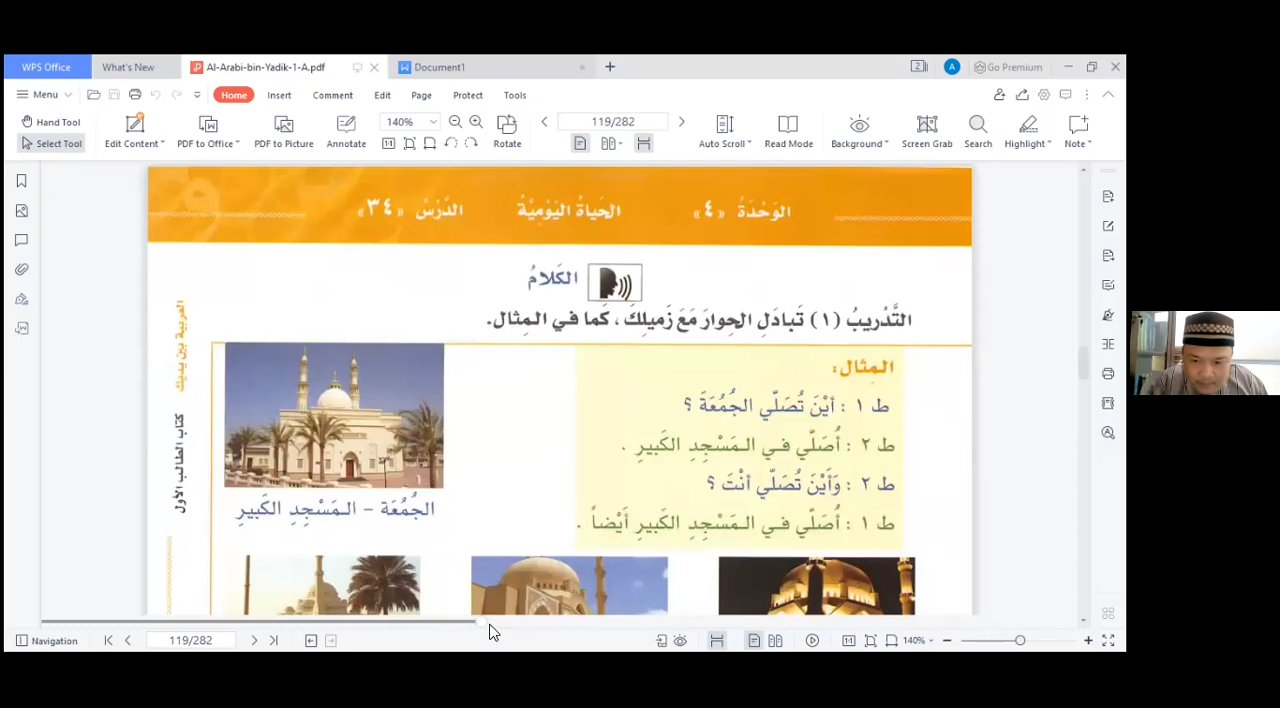 WPS Office
What's New
Al-Arabi-bin-Yadik-1-A.pdf
Document1
Go Premium
Menu
Home
Insert
Comment
Edit
Page
Protect
Tools
Hand Tool
Select Tool
Edit Content
PDF to Office
PDF to Picture
Annotate
140%
Rotate
119/282
Auto Scroll
Read Mode
Background
Screen Grab
Search
Highlight
Note
الوَحْدَةُ «٤» الحَياةُ اليَوْمِيَّةُ الدَّرْسُ «٣٤»
الكَلامُ
التَّدْرِيبُ (١) تَبادَلِ الحِوارَ مَعَ زَمِيلِكَ ، كَما في المِثال.
المِثال:
ط ١ : أَيْنَ تُصَلّي الجُمُعَةَ ؟
ط ٢ : أُصَلّي في المَسْجِدِ الكَبيرِ .
ط ٢ : وَأَيْنَ تُصَلّي أَنْتَ ؟
ط ١ : أُصَلّي في المَسْجِدِ الكَبيرِ أَيْضاً .
١
الجُمُعَة - المَسْجِدِ الكَبيرِ
العربية بين يديك
كتاب الطالب الأول
Navigation
119/282
140%